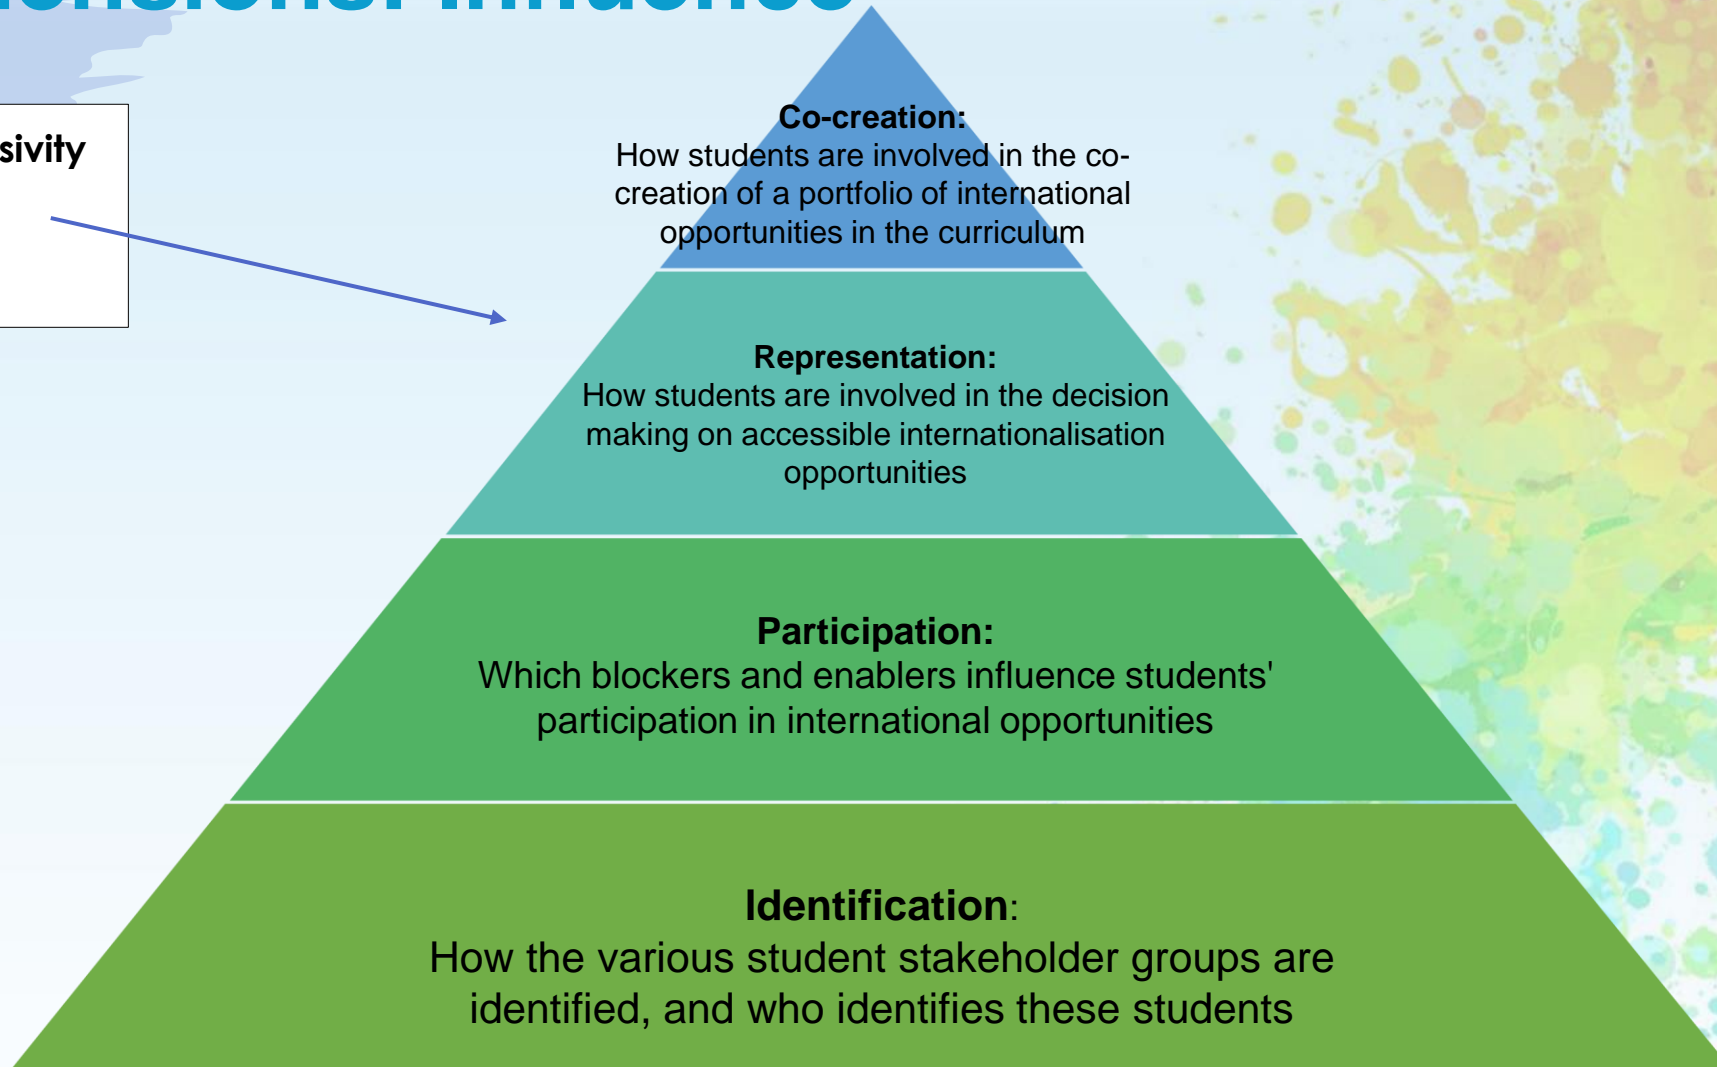 Influence
Co-creation:
How students are involved in the co-
creation of a portfolio of international
opportunities in the curriculum
Representation:
How students are involved in the decision
making on accessible internationalisation
opportunities
Participation:
Which blockers and enablers influence students'
participation in international opportunities
Identification:
How the various student stakeholder groups are
identified, and who identifies these students